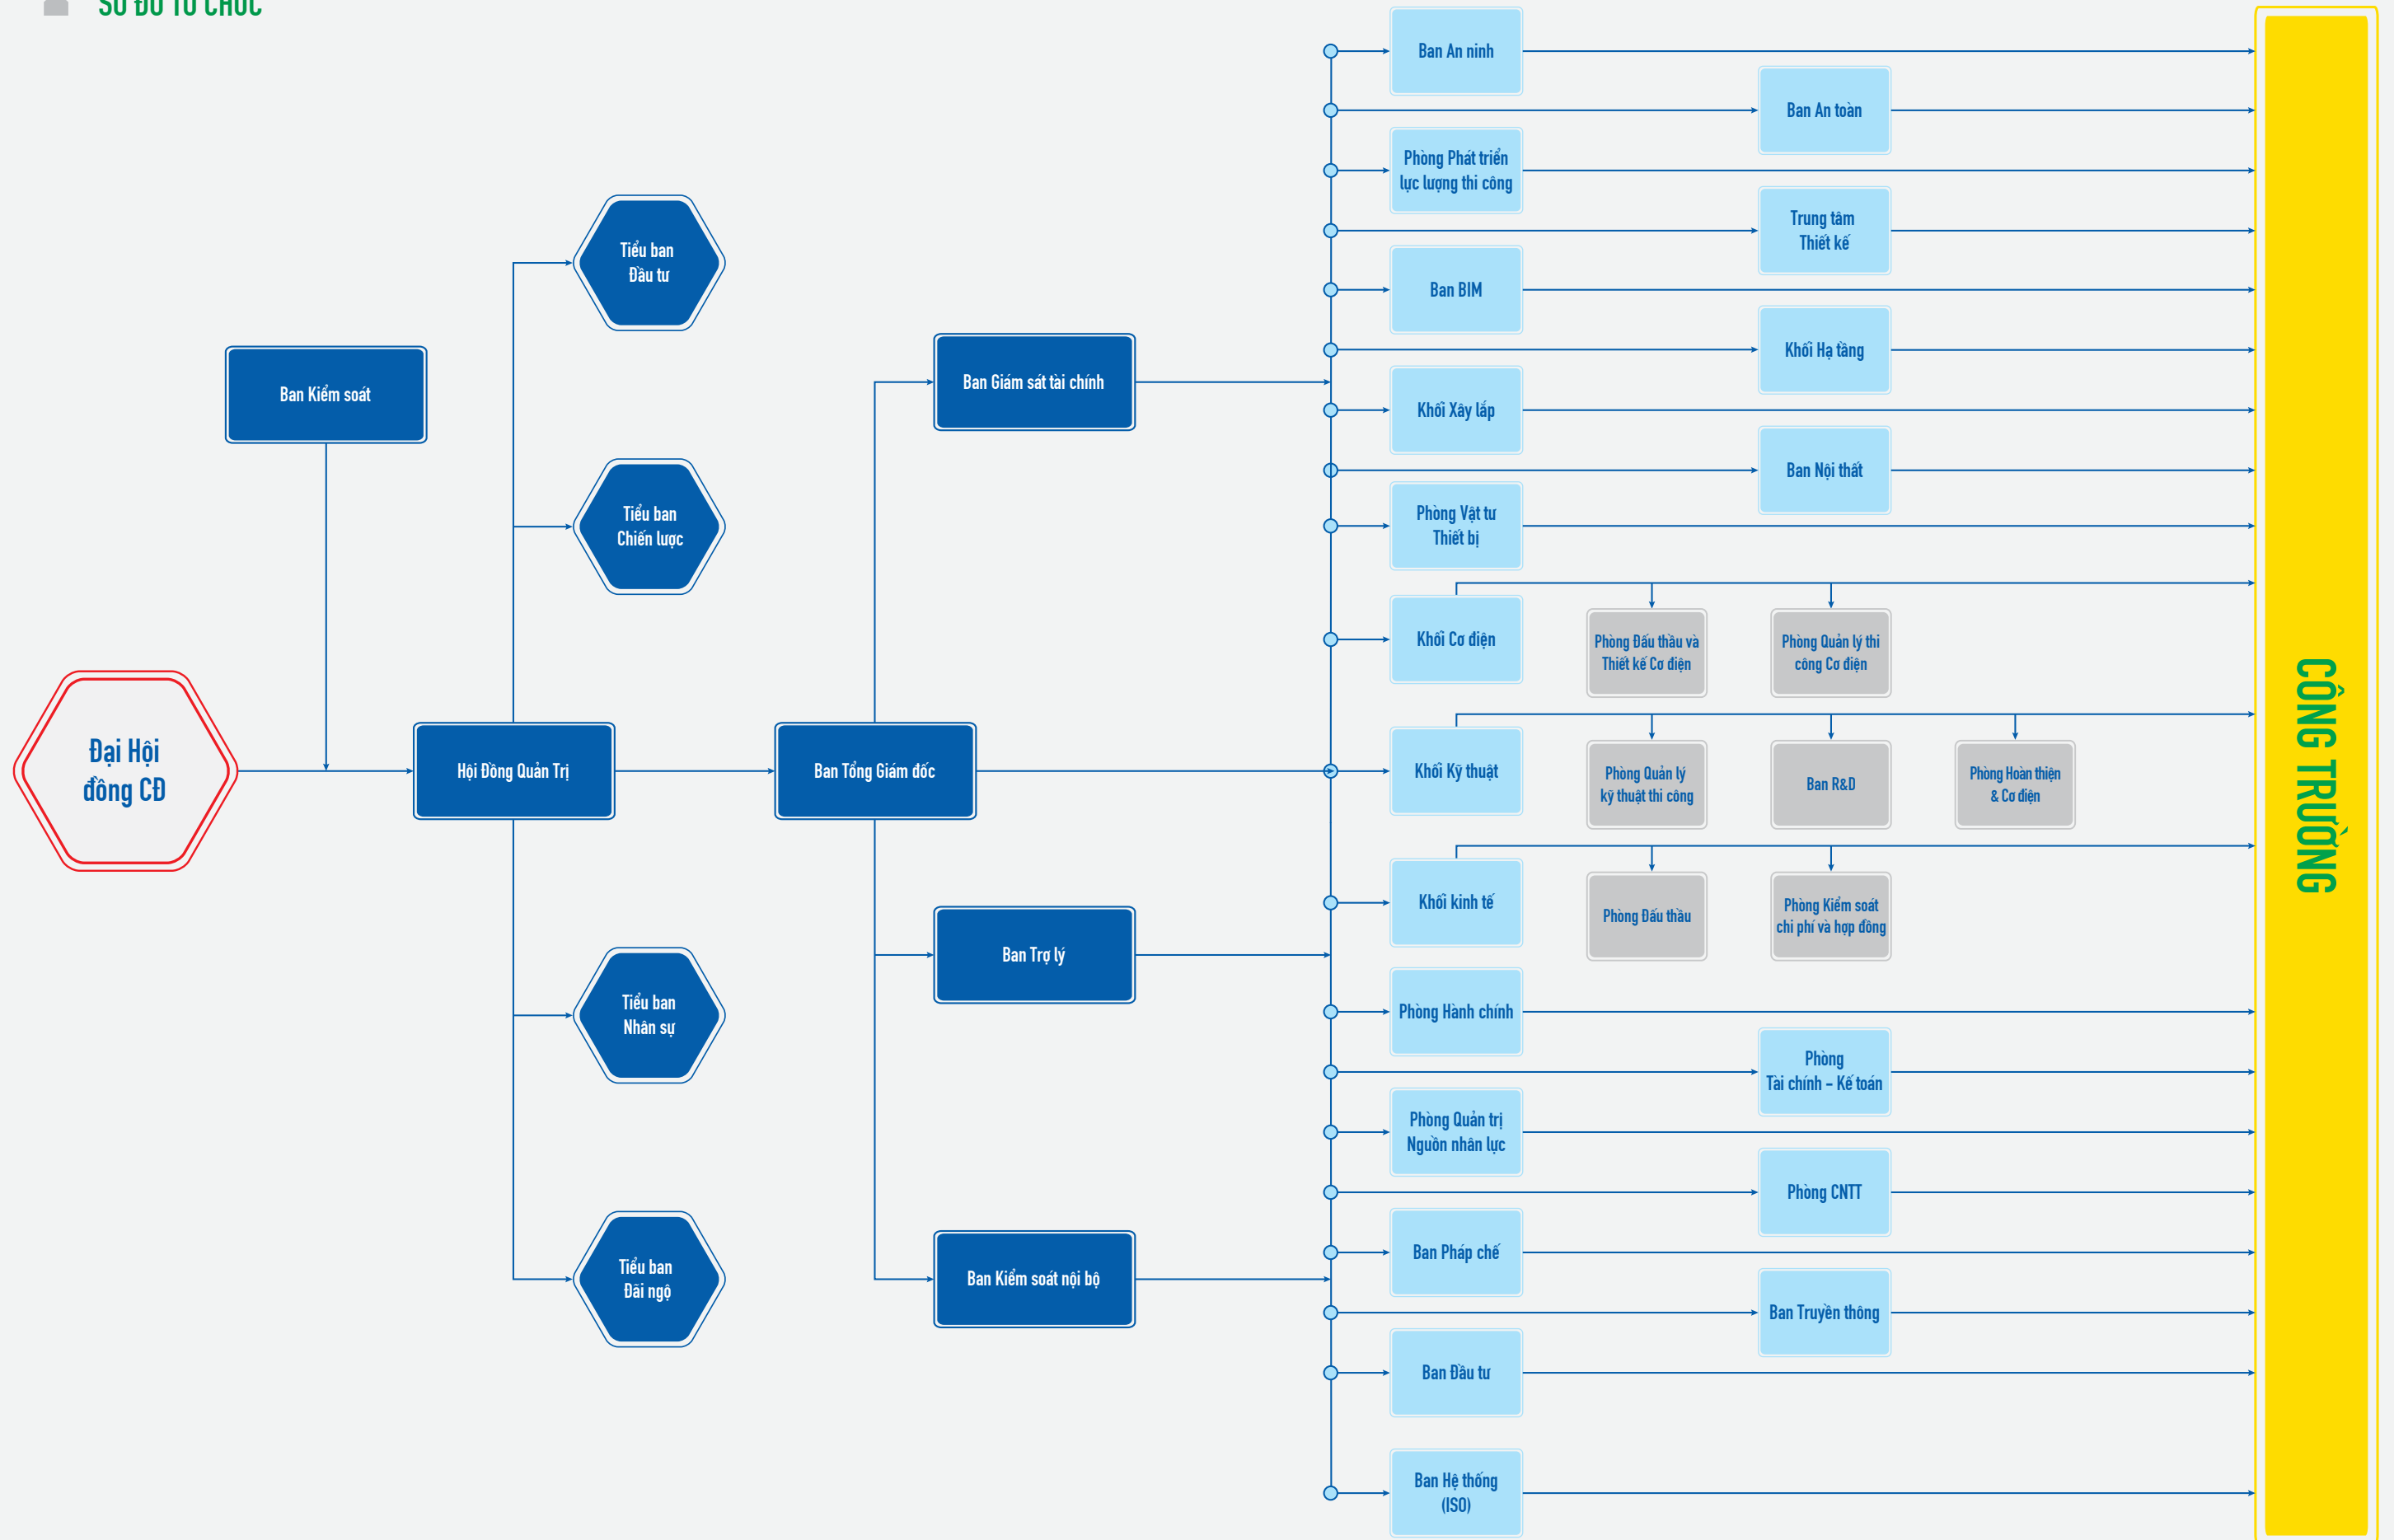 SƠ ĐỒ TỔ CHỨC
Đại Hội
đồng CĐ
Ban Kiểm soát
Hội Đồng Quản Trị
Tiểu ban
Đầu tư
Tiểu ban
Chiến lược
Tiểu ban
Nhân sự
Tiểu ban
Đãi ngộ
Ban Tổng Giám đốc
Ban Giám sát tài chính
Ban Trợ lý
Ban Kiểm soát nội bộ
Ban An ninh
Ban An toàn
Phòng Phát triển
lực lượng thi công
Trung tâm
Thiết kế
Ban BIM
Khối Hạ tầng
Khối Xây lắp
Ban Nội thất
Phòng Vật tư
Thiết bị
Khối Cơ điện
Phòng Đấu thầu và
Thiết kế Cơ điện
Phòng Quản lý thi
công Cơ điện
Khối Kỹ thuật
Phòng Quản lý
kỹ thuật thi công
Ban R&D
Phòng Hoàn thiện
& Cơ điện
Khối kinh tế
Phòng Đấu thầu
Phòng Kiểm soát
chi phí và hợp đồng
Phòng Hành chính
Phòng
Tài chính - Kế toán
Phòng Quản trị
Nguồn nhân lực
Phòng CNTT
Ban Pháp chế
Ban Truyền thông
Ban Đầu tư
Ban Hệ thống
(ISO)
CÔNG TRƯỜNG